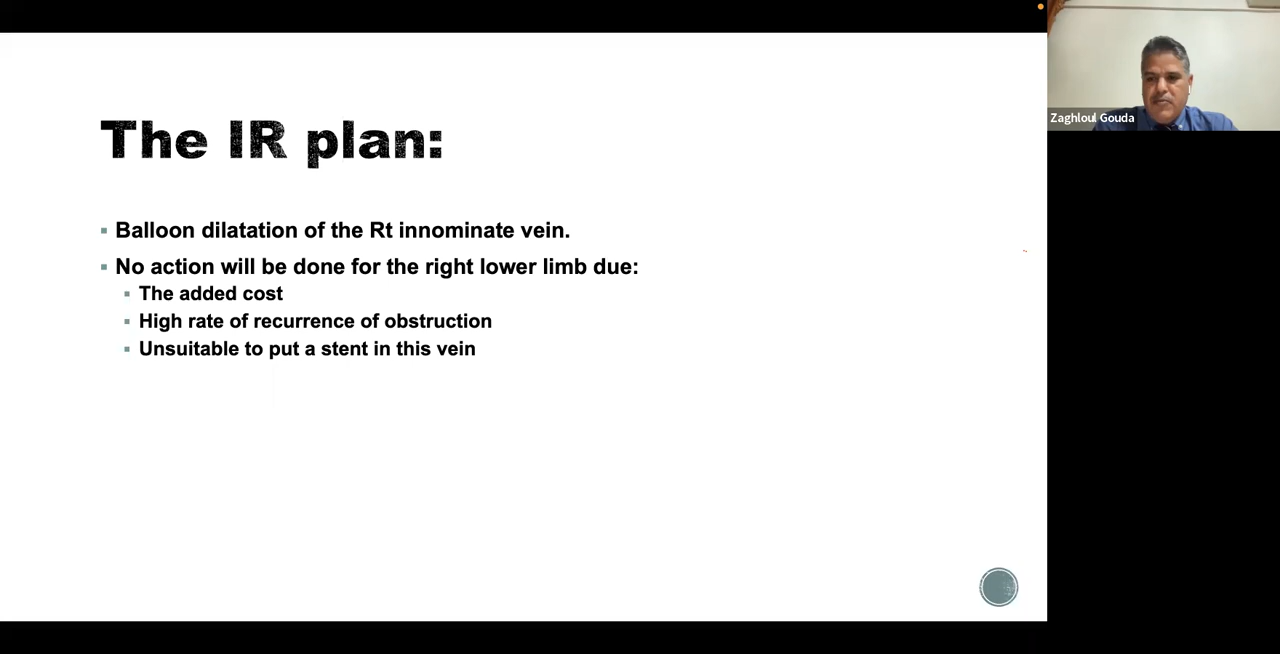 The IR plan:
Balloon dilatation of the Rt innominate vein.
No action will be done for the right lower limb due:
The added cost
High rate of recurrence of obstruction
Unsuitable to put a stent in this vein
Zaghloul Gouda